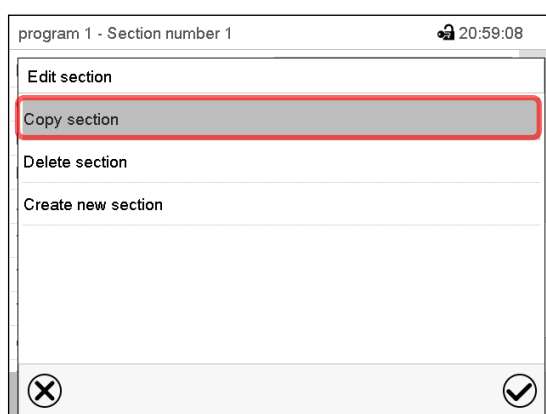 program 1 - Section number 1 20:59:08
Edit section
Copy section
Delete section
Create new section